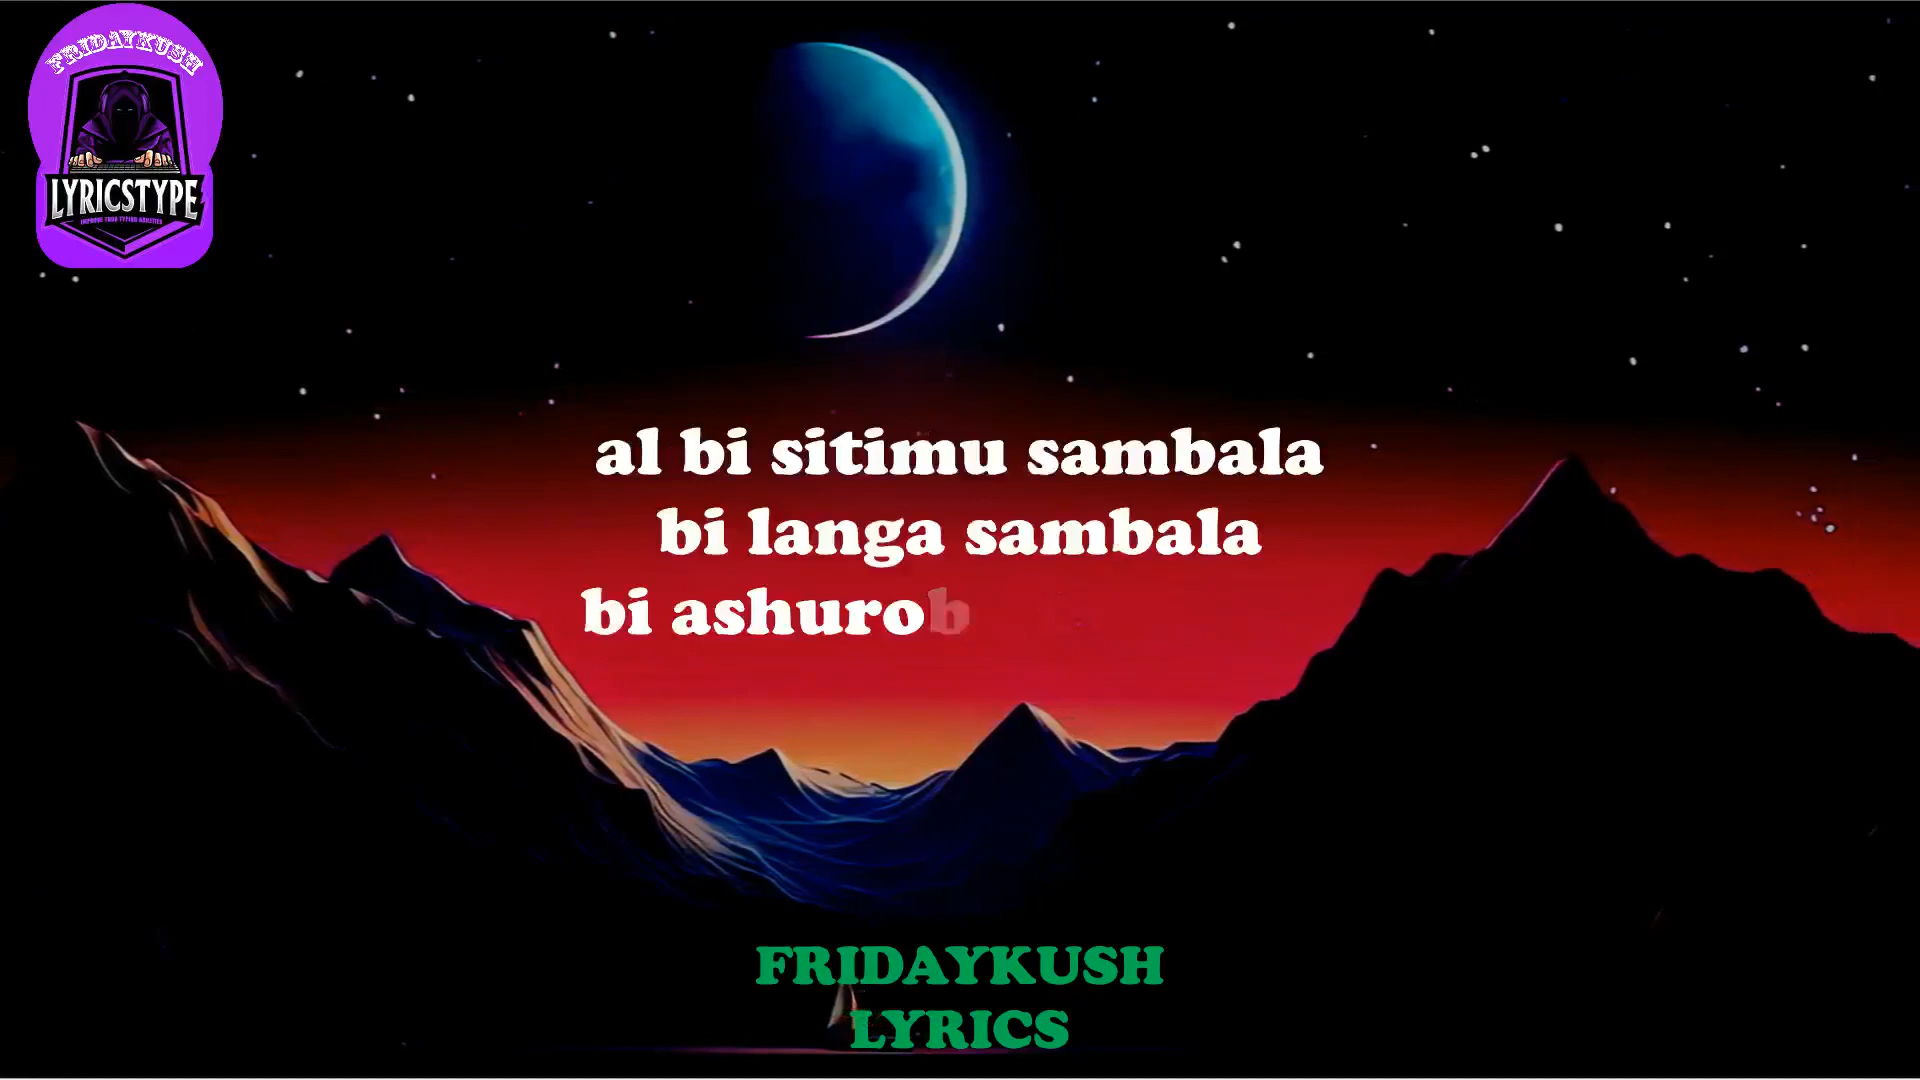 FRIDAYKUSH
LYRICSTYPE
al bi sitimu sambala
bi langa sambala
bi ashurob
FRIDAYKUSH
LYRICS